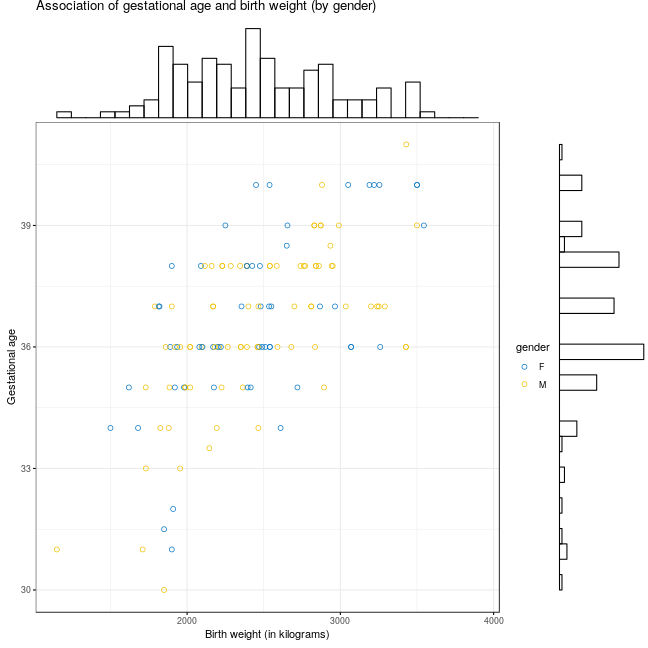 Association of gestational age and birth weight (by gender)
39
36
33
30
Gestational age
2000
3000
4000
Birth weight (in kilograms)
gender
F
M